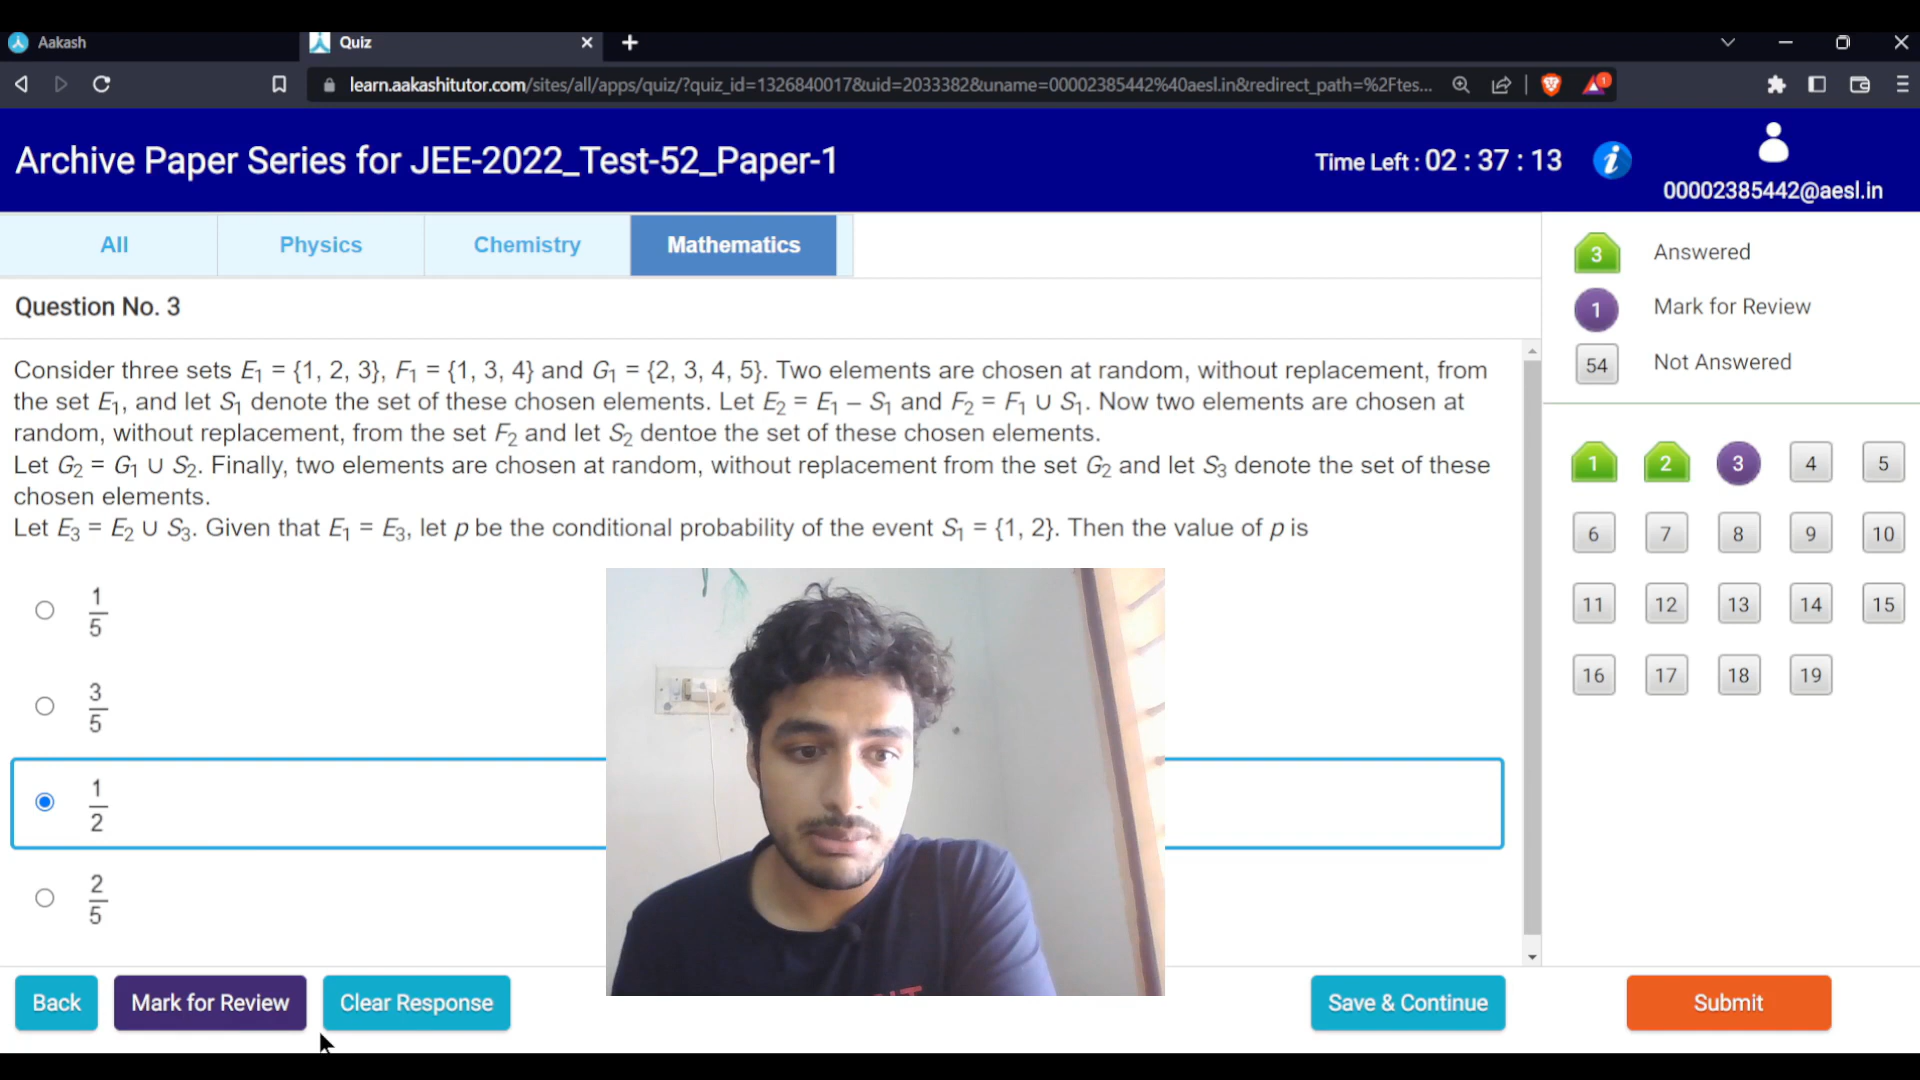 Aakash
Quiz
learn.aakashitutor.com/sites/all/apps/quiz/?quiz_id=1326840017&uid=2033382&uname=00002385442%40aesl.in&redirect_path=%2Ftes...
1
Archive Paper Series for JEE-2022_Test-52_Paper-1
Time Left : 02 : 37 : 13
i
00002385442@aesl.in
All
Physics
Chemistry
Mathematics
Question No. 3
Consider three sets E₁ = {1, 2, 3}, F₁ = {1, 3, 4} and G₁ = {2, 3, 4, 5}. Two elements are chosen at random, without replacement, from
the set E₁, and let S₁ denote the set of these chosen elements. Let E₂ = E₁ – S₁ and F₂ = F₁ ∪ S₁. Now two elements are chosen at
random, without replacement, from the set F₂ and let S₂ dentoe the set of these chosen elements.
Let G₂ = G₁ ∪ S₂. Finally, two elements are chosen at random, without replacement from the set G₂ and let S₃ denote the set of these
chosen elements.
Let E₃ = E₂ ∪ S₃. Given that E₁ = E₃, let p be the conditional probability of the event S₁ = {1, 2}. Then the value of p is
1/5
3/5
1/2
2/5
Back
Mark for Review
Clear Response
Save & Continue
Submit
3 Answered
1 Mark for Review
54 Not Answered
1 2 3 4 5
6 7 8 9 10
11 12 13 14 15
16 17 18 19